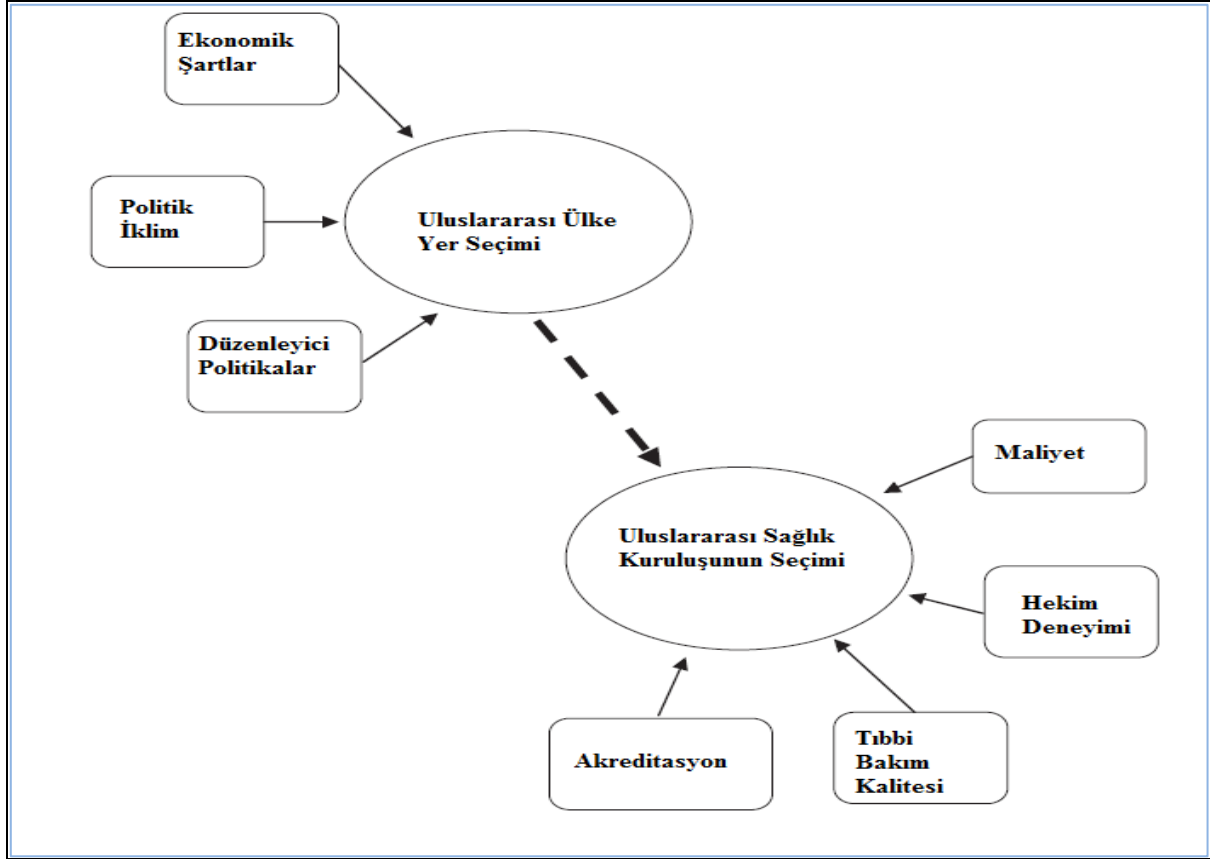 Ekonomik
Şartlar
Politik
İklim
Uluslararası Ülke
Yer Seçimi
Düzenleyici
Politikalar
Maliyet
Uluslararası Sağlık
Kuruluşunun Seçimi
Hekim
Deneyimi
Akreditasyon
Tıbbi
Bakım
Kalitesi